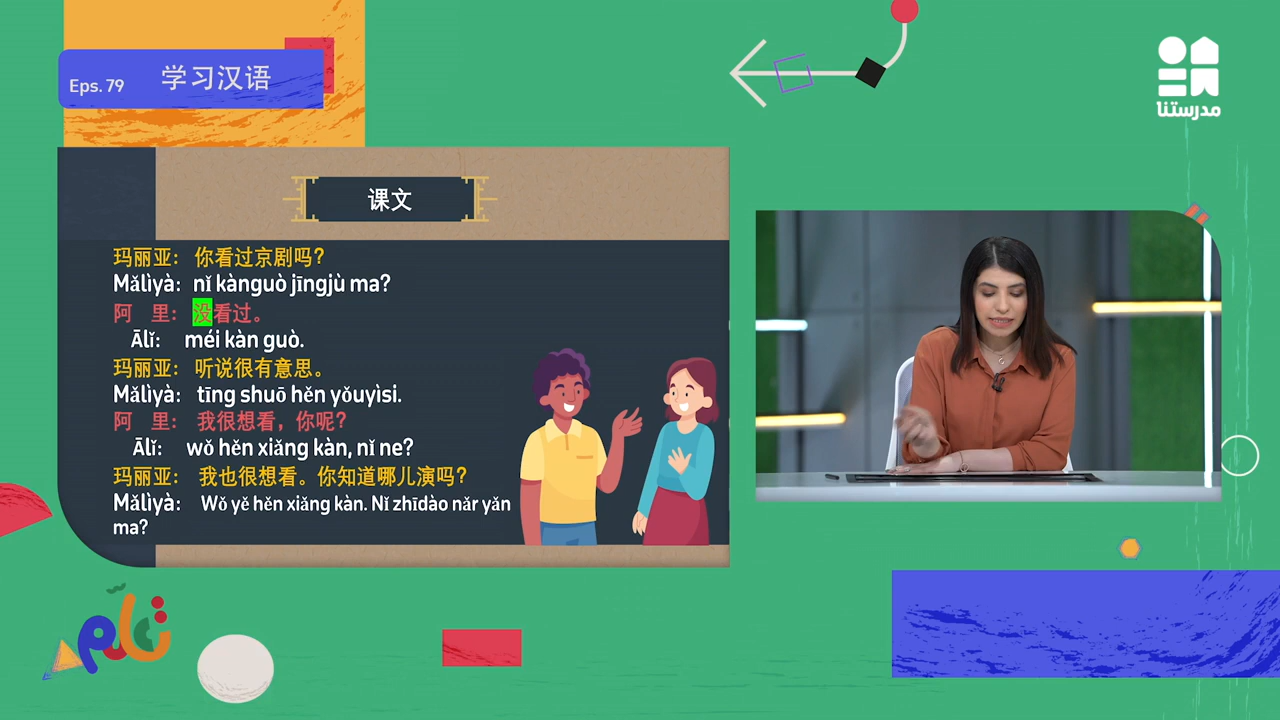 Eps. 79 学习汉语
مدرستنا
课文
玛丽亚: 你看过京剧吗?
Mǎlìyà: nǐ kànguò jīngjù ma?
阿 里: 没看过。
Ālǐ: méi kàn guò.
玛丽亚: 听说很有意思。
Mǎlìyà: tīng shuō hěn yǒuyìsi.
阿 里: 我很想看，你呢?
Ālǐ: wǒ hěn xiǎng kàn, nǐ ne?
玛丽亚: 我也很想看。你知道哪儿演吗?
Mǎlìyà: Wǒ yě hěn xiǎng kàn. Nǐ zhīdào nǎr yǎn
ma?